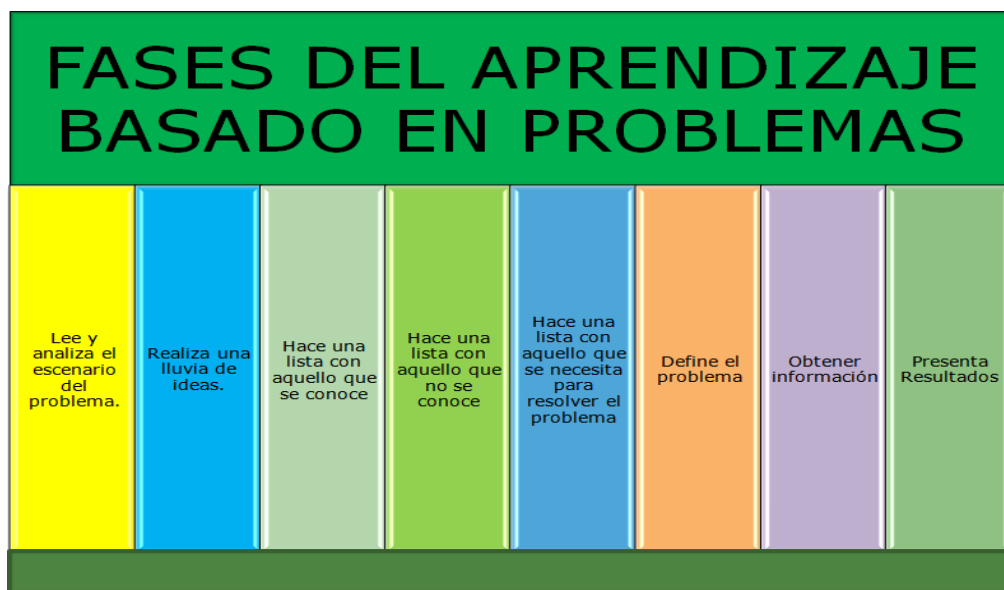 FASES DEL APRENDIZAJE
BASADO EN PROBLEMAS
Lee y
analiza el
escenario
del
problema.
Realiza una
lluvia de
ideas.
Hace una
lista con
aquello que
se conoce
Hace una
lista con
aquello que
no se
conoce
Hace una
lista con
aquello que
se necesita
para
resolver el
problema
Define el
problema
Obtener
información
Presenta
Resultados